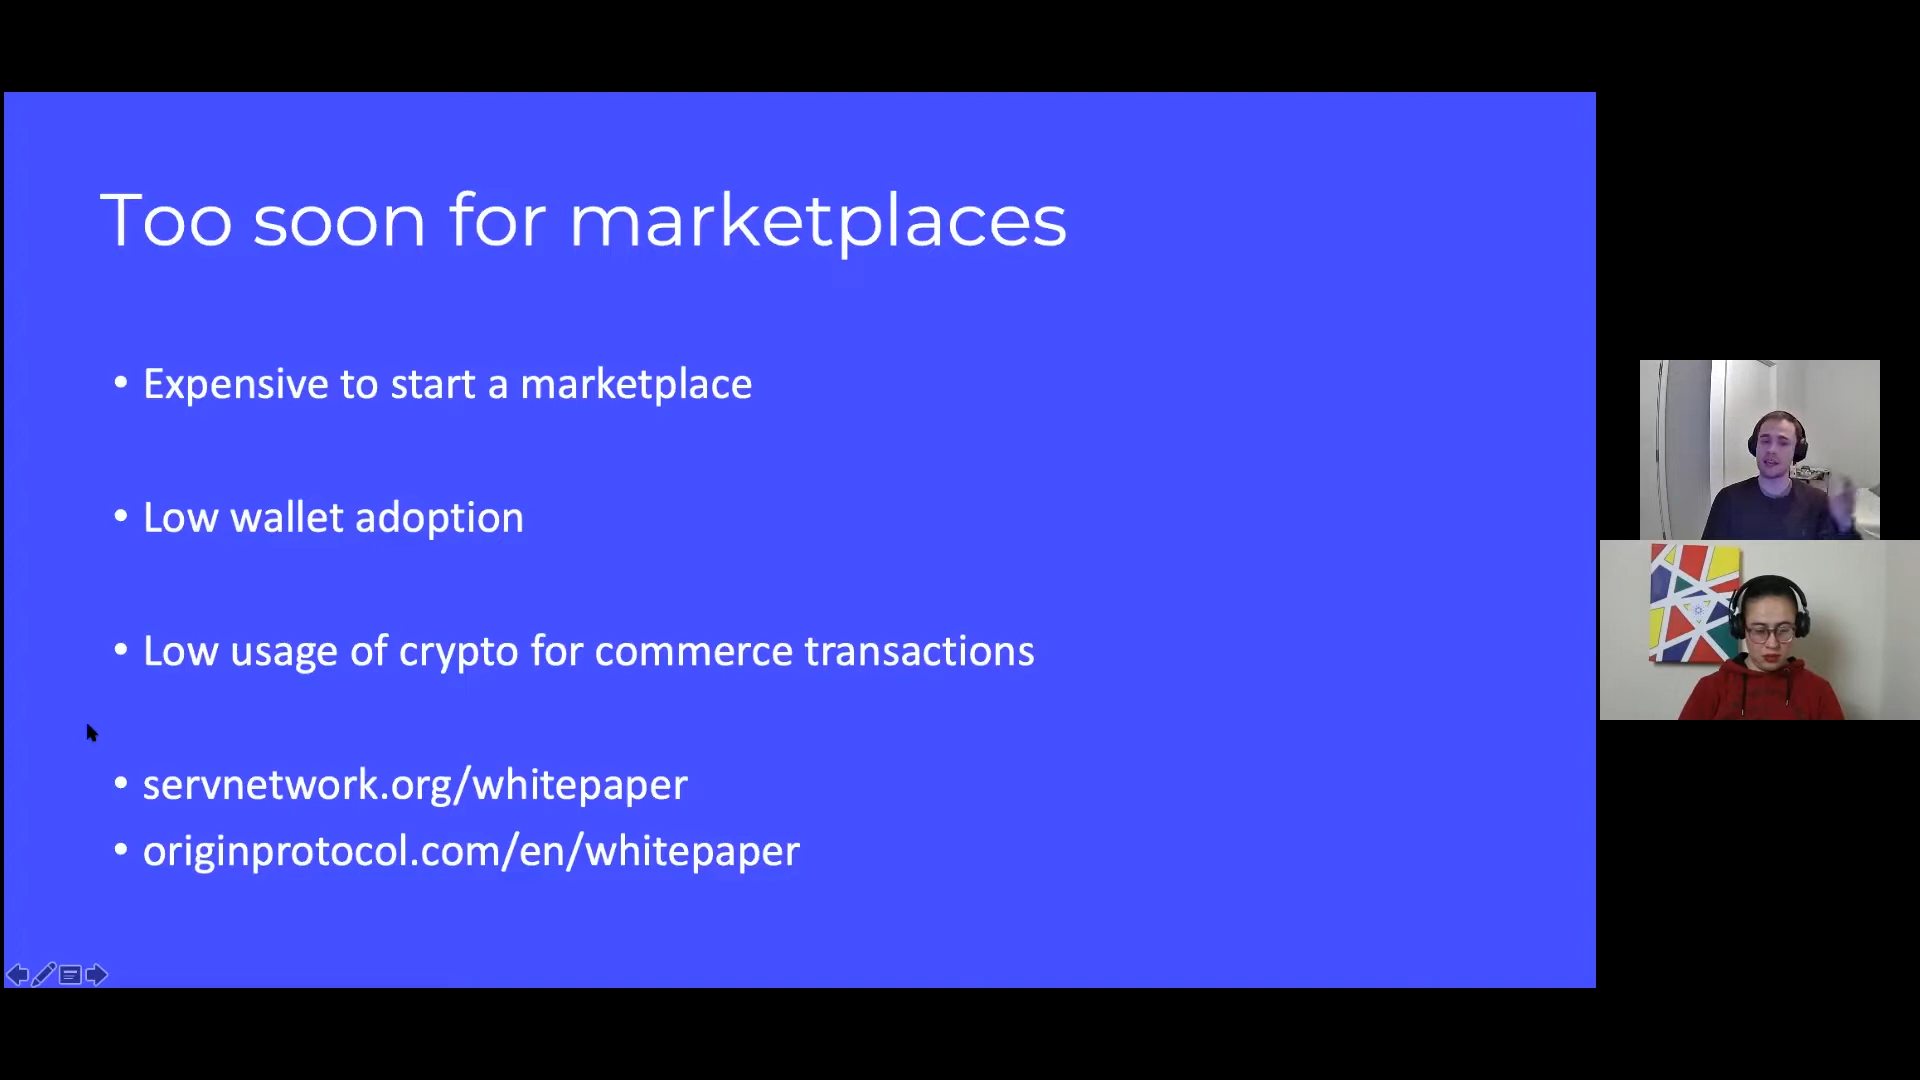 Too soon for marketplaces
• Expensive to start a marketplace
• Low wallet adoption
• Low usage of crypto for commerce transactions
• servnetwork.org/whitepaper
• originprotocol.com/en/whitepaper